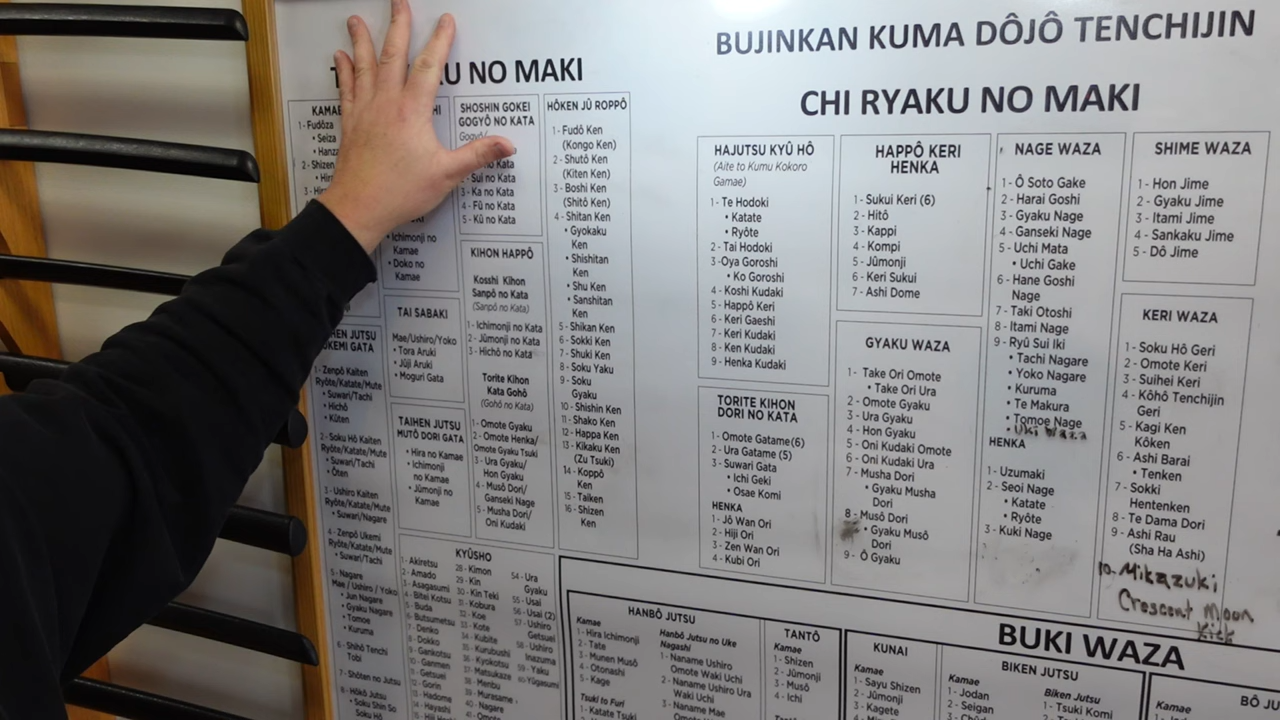 BUJINKAN KUMA DÔJÔ TENCHIJIN
NO MAKI
KAMAE
1 - Fudôza
• Seiza
2 - Shizen
• Ichimonji no
Kamae
• Doko no
Kamae
TAI SABAKI
Mae/Ushiro/Yoko
• Tora Aruki
• Jûji Aruki
• Moguri Gata
TAIHEN JUTSU
MUTÔ DORI GATA
• Hira no Kamae
• Ichimonji
no Kamae
• Jûmonji no
Kamae
1 - Zenpô Kaiten
Ryôte/Katate/Mute
• Suwari/Tachi
• Hichô
• Kûten
2 - Soku Hô Kaiten
Ryôte/Katate/Mute
• Suwari/Tachi
• Ôten
3 - Ushiro Kaiten
Ryôte/Katate/Mute
• Suwari/Nagare
4 - Zenpô Ukemi
Ryôte/Katate/Mute
• Suwari/Tachi
5 - Nagare
Mae / Ushiro / Yoko
• Jun Nagare
• Gyaku Nagare
• Tomoe
• Kuruma
6 - Shihô Tenchi
Tobi
7 - Shôten no Jutsu
8 - Hôkô Jutsu
SHOSHIN GOKEI
GOGYÔ NO KATA
no Kata
2 - Sui no Kata
3 - Ka no Kata
4 - Fû no Kata
5 - Kû no Kata
KIHON HAPPÔ
Kosshi Kihon
Sanpô no Kata
(Sanpô no Kata)
1 - Ichimonji no Kata
2 - Jûmonji no Kata
3 - Hichô no Kata
Torite Kihon
Kata Gohô
(Gohô no Kata)
1 - Omote Gyaku
2 - Omote Henka/
Omote Gyaku Tsuki
3 - Ura Gyaku/
Hon Gyaku
4 - Musô Dori/
Ganseki Nage
5 - Musha Dori/
Oni Kudaki
HÔKEN JÛ ROPPÔ
1 - Fudô Ken
(Kongo Ken)
2 - Shutô Ken
(Kiten Ken)
3 - Boshi Ken
(Shitô Ken)
4 - Shitan Ken
• Gyokaku
Ken
• Shishitan
Ken
• Shu Ken
• Sanshitan
Ken
5 - Shikan Ken
6 - Sokki Ken
7 - Shuki Ken
8 - Soku Yaku
9 - Soku
Gyaku
10 - Shishin Ken
11 - Shako Ken
12 - Happa Ken
13 - Kikaku Ken
(Zu Tsuki)
14 - Koppô
Ken
15 - Taiken
16 - Shizen
Ken
KYÛSHO
1 - Akiretsu
2 - Amado
3 - Asagasumi
4 - Bitei Kotsu
5 - Buda
6 - Butsumetsu
7 - Denko
8 - Dokko
9 - Gankotsu
10 - Ganmen
11 - Getsuei
12 - Gorin
13 - Hadome
14 - Hayashi
28 - Kimon
29 - Kin
30 - Kin Teki
31 - Kobura
32 - Koe
33 - Kote
34 - Kubite
35 - Kurubushi
36 - Kyokotsu
37 - Matsukaze
38 - Menbu
39 - Murasame
40 - Nagare
41 - Omote
54 - Ura
Gyaku
55 - Usai
56 - Usai (2)
57 - Ushiro
Getsuei
58 - Ushiro
Inazuma
59 - Yaku
60 - Yûgasumi
CHI RYAKU NO MAKI
HAJUTSU KYÛ HÔ
(Aite to Kumu Kokoro
Gamae)
1 - Te Hodoki
• Katate
• Ryôte
2 - Tai Hodoki
3 - Oya Goroshi
• Ko Goroshi
4 - Koshi Kudaki
5 - Happô Keri
6 - Keri Gaeshi
7 - Keri Kudaki
8 - Ken Kudaki
9 - Henka Kudaki
TORITE KIHON
DORI NO KATA
1 - Omote Gatame (6)
2 - Ura Gatame (5)
3 - Suwari Gata
• Ichi Geki
• Osae Komi
HENKA
1 - Jô Wan Ori
2 - Hiji Ori
3 - Zen Wan Ori
4 - Kubi Ori
HAPPÔ KERI
HENKA
1 - Sukui Keri (6)
2 - Hitô
3 - Kappi
4 - Kompi
5 - Jûmonji
6 - Keri Sukui
7 - Ashi Dome
GYAKU WAZA
1 - Take Ori Omote
• Take Ori Ura
2 - Omote Gyaku
3 - Ura Gyaku
4 - Hon Gyaku
5 - Oni Kudaki Omote
6 - Oni Kudaki Ura
7 - Musha Dori
• Gyaku Musha
Dori
8 - Musô Dori
• Gyaku Musô
Dori
9 - Ô Gyaku
NAGE WAZA
1 - Ô Soto Gake
2 - Harai Goshi
3 - Gyaku Nage
4 - Ganseki Nage
5 - Uchi Mata
• Uchi Gake
6 - Hane Goshi
Nage
7 - Taki Otoshi
8 - Itami Nage
9 - Ryû Sui Iki
• Tachi Nagare
• Yoko Nagare
• Kuruma
• Te Makura
• Tomoe Nage
• Uki Waza
HENKA
1 - Uzumaki
2 - Seoi Nage
• Katate
• Ryôte
3 - Kuki Nage
SHIME WAZA
1 - Hon Jime
2 - Gyaku Jime
3 - Itami Jime
4 - Sankaku Jime
5 - Dô Jime
KERI WAZA
1 - Soku Hô Geri
2 - Omote Keri
3 - Suihei Keri
4 - Kôhô Tenchijin
Geri
5 - Kagi Ken
Kôken
6 - Ashi Barai
• Tenken
7 - Sokki
Hentenken
8 - Te Dama Dori
9 - Ashi Rau
(Sha Ha Ashi)
10. Mikazuki
Crescent Moon
Kick
BUKI WAZA
HANBÔ JUTSU
Kamae
1 - Hira Ichimonji
2 - Tate
3 - Munen Musô
4 - Otonashi
5 - Kage
Tsuki to Furi
1 - Katate Tsuki
Hanbô Jutsu no Uke
Nagashi
1 - Naname Ushiro
Omote Waki Uchi
2 - Naname Ushiro Ura
Waki Uchi
3 - Naname Mae
TANTÔ
Kamae
1 - Shizen
2 - Jûmonji
3 - Musô
4 - Ichi
KUNAI
Kamae
1 - Sayu Shizen
2 - Jûmonji
3 - Kagete
BIKEN JUTSU
Kamae
1 - Jodan
2 - Seigan
Biken Jutsu
1 - Tsuki Komi
Kamae